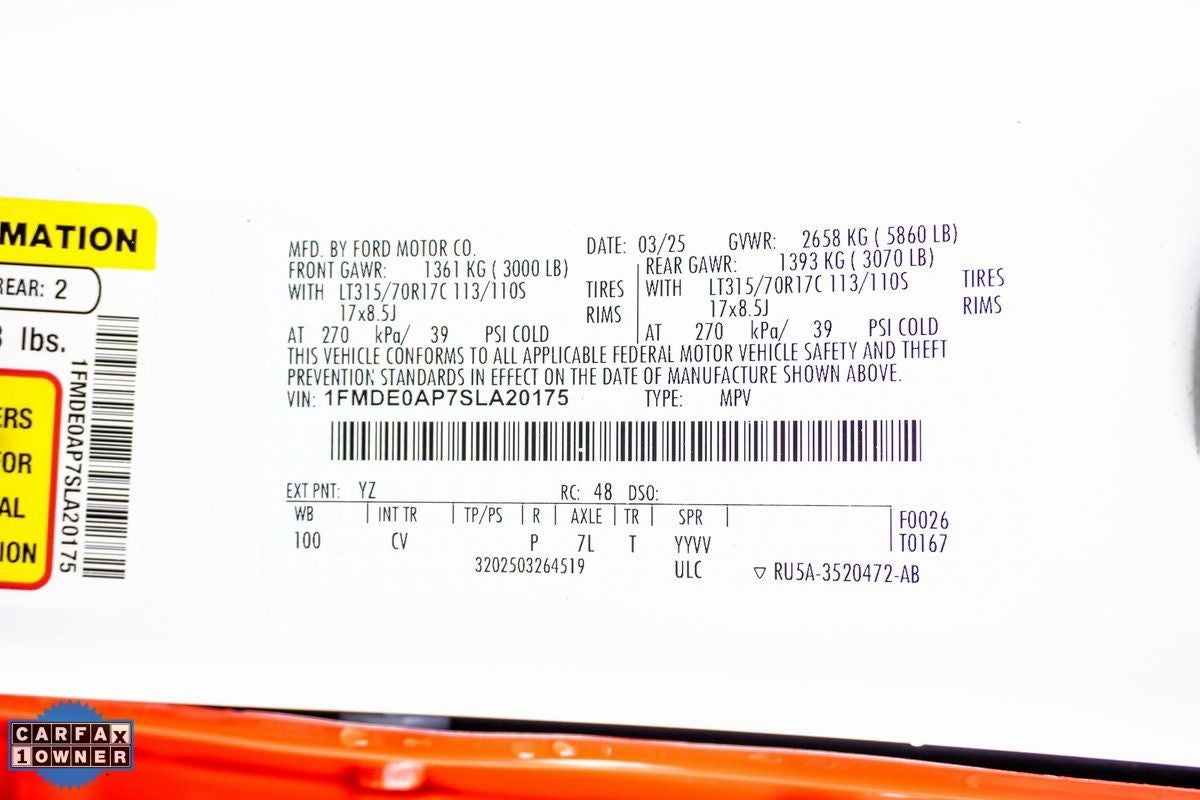 MATION
REAR: 2
lbs.
1FMDE0AP7SLA20175
ERS
FOR
AL
ION
MFD. BY FORD MOTOR CO. DATE: 03/25 GVWR: 2658 KG ( 5860 LB)
FRONT GAWR: 1361 KG ( 3000 LB) REAR GAWR: 1393 KG ( 3070 LB)
WITH LT315/70R17C 113/110S TIRES WITH LT315/70R17C 113/110S TIRES
17x8.5J RIMS 17x8.5J RIMS
AT 270 kPa/ 39 PSI COLD AT 270 kPa/ 39 PSI COLD
THIS VEHICLE CONFORMS TO ALL APPLICABLE FEDERAL MOTOR VEHICLE SAFETY AND THEFT
PREVENTION STANDARDS IN EFFECT ON THE DATE OF MANUFACTURE SHOWN ABOVE.
VIN: 1FMDE0AP7SLA20175 TYPE: MPV
EXT PNT: YZ RC: 48 DSO:
WB INT TR TP/PS R AXLE TR SPR F0026
100 CV P 7L T YYVV T0167
3202503264519 ULC ▽ RU5A-3520472-AB
CARFAX
1 OWNER